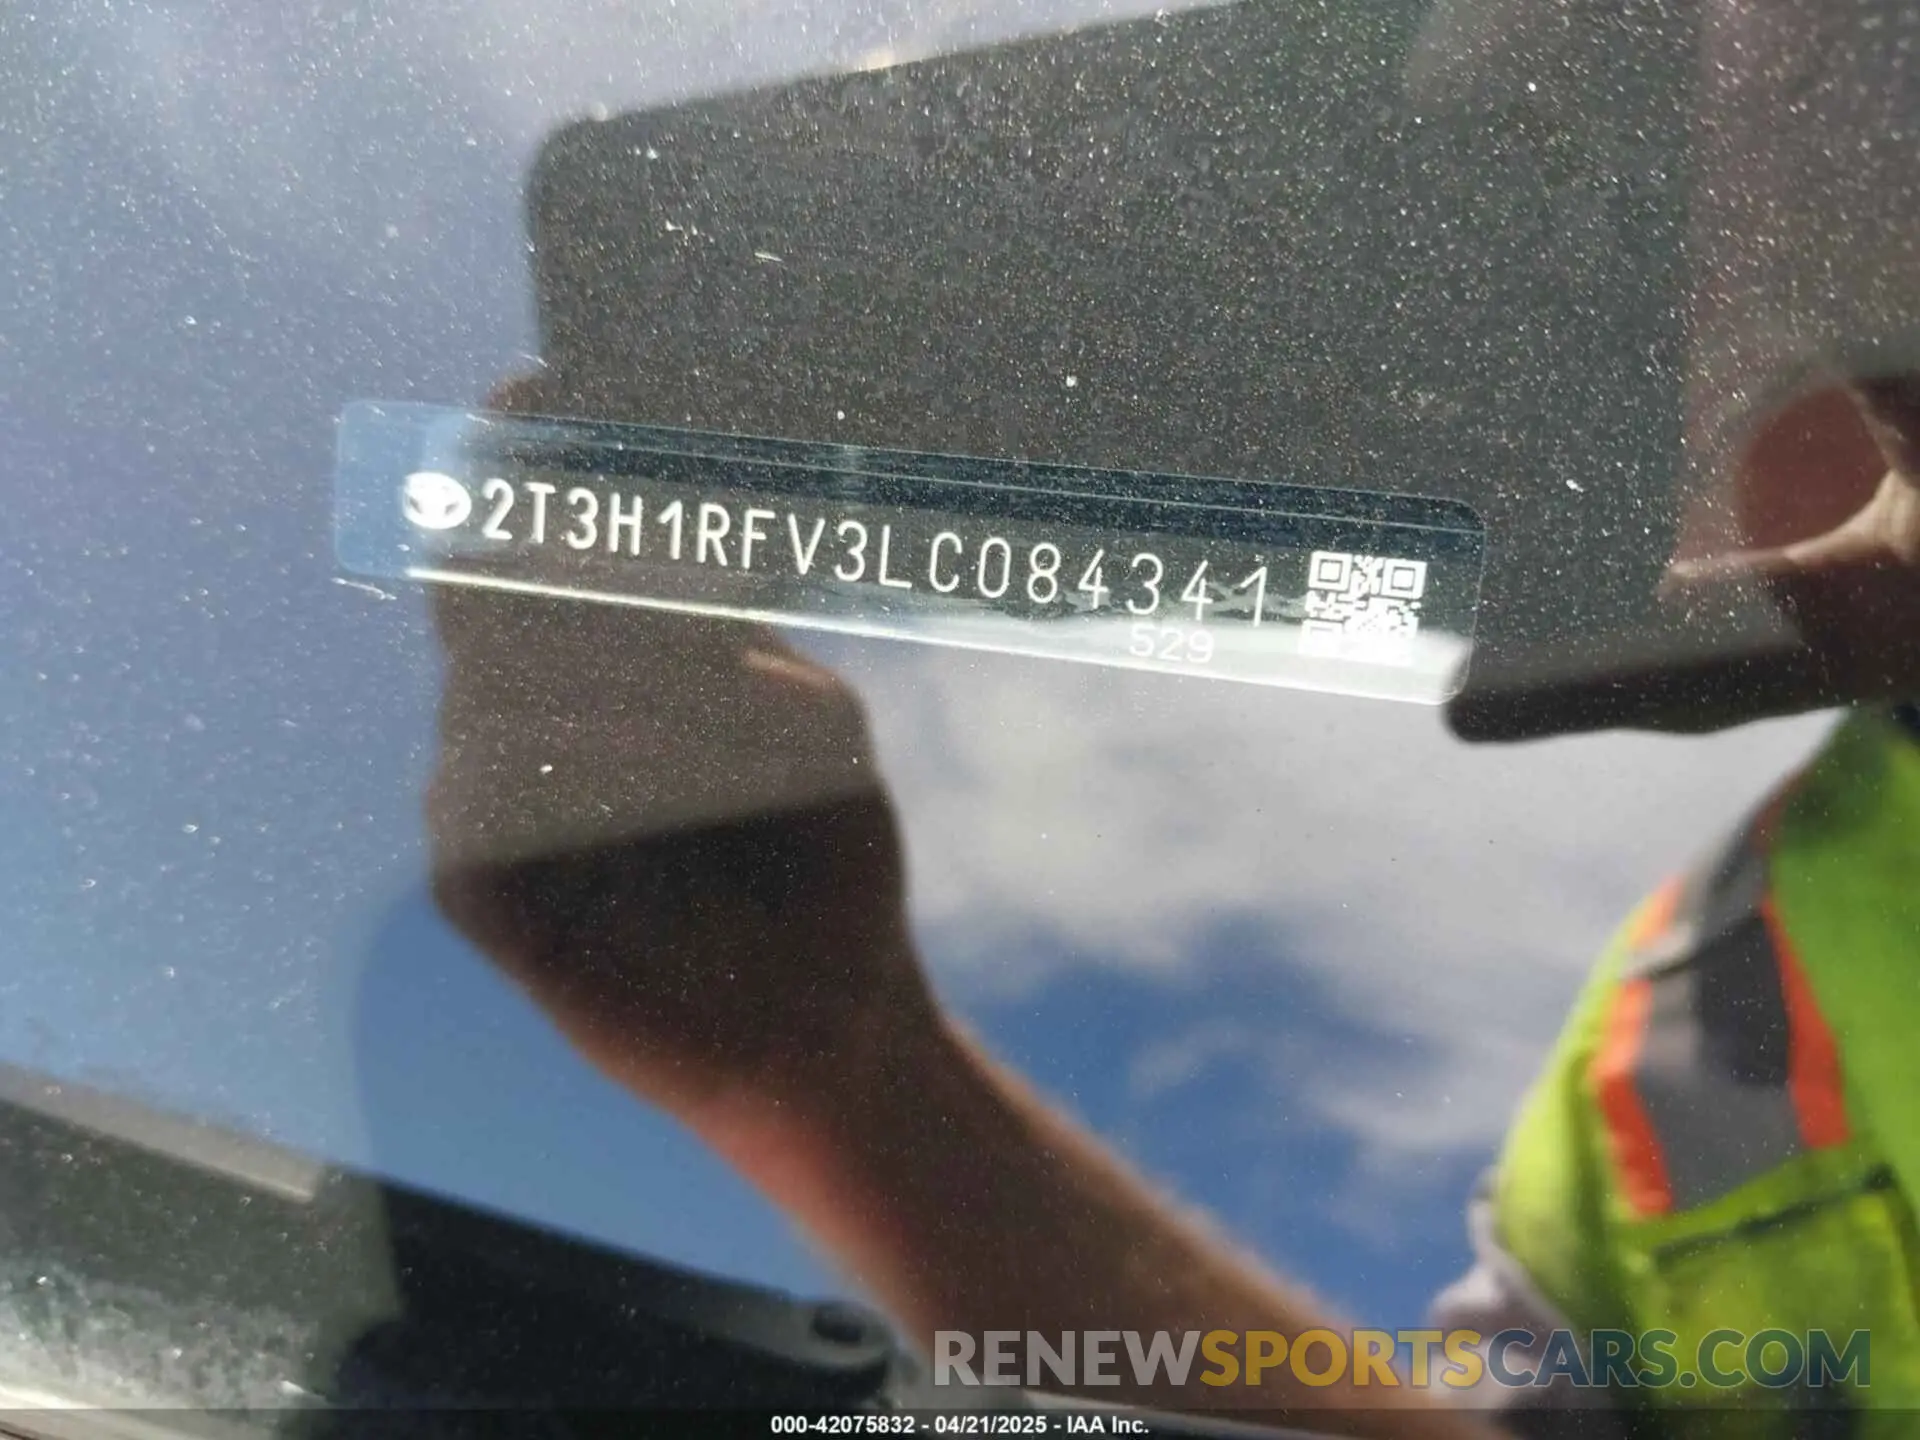 2T3H1RFV3LC084341
529
RENEWSPORTSCARS.COM
000-42075832 - 04/21/2025 - IAA Inc.